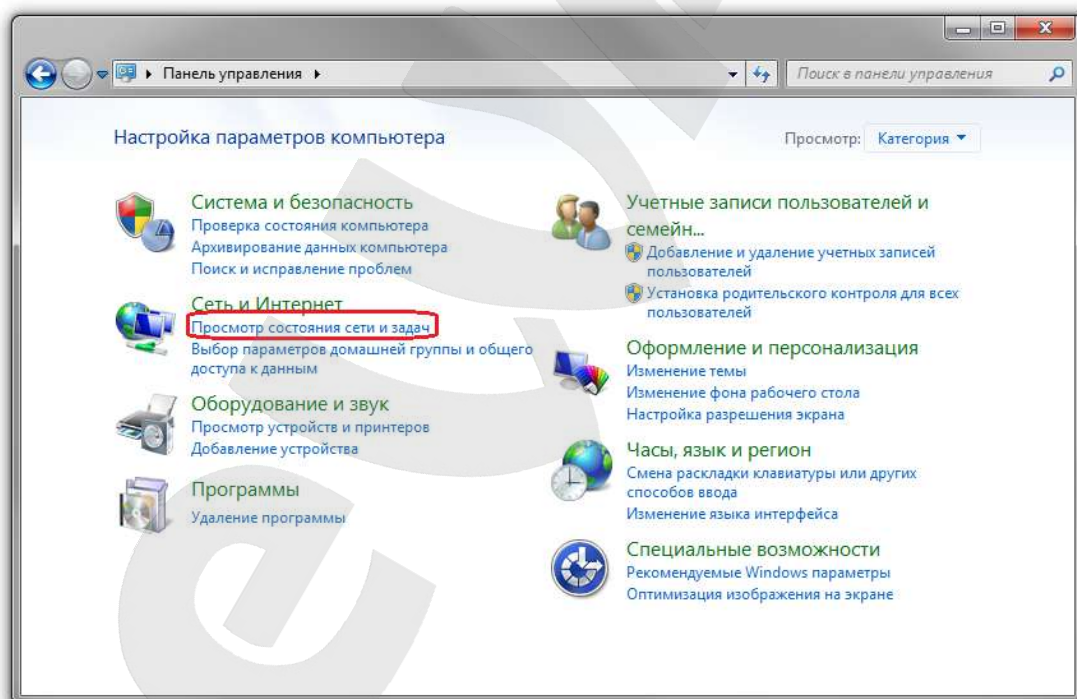 Панель управления
Поиск в панели управления
Настройка параметров компьютера
Просмотр: Категория
Система и безопасность
Проверка состояния компьютера
Архивирование данных компьютера
Поиск и исправление проблем
Сеть и Интернет
Просмотр состояния сети и задач
Выбор параметров домашней группы и общего
доступа к данным
Оборудование и звук
Просмотр устройств и принтеров
Добавление устройства
Программы
Удаление программы
Учетные записи пользователей и
семейн...
Добавление и удаление учетных записей
пользователей
Установка родительского контроля для всех
пользователей
Оформление и персонализация
Изменение темы
Изменение фона рабочего стола
Настройка разрешения экрана
Часы, язык и регион
Смена раскладки клавиатуры или других
способов ввода
Изменение языка интерфейса
Специальные возможности
Рекомендуемые Windows параметры
Оптимизация изображения на экране